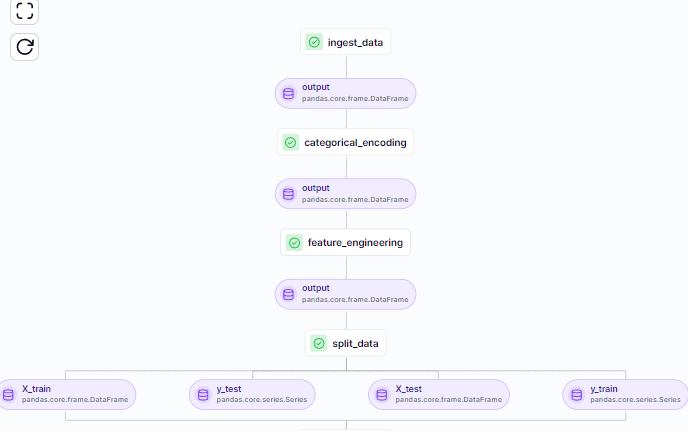 ingest_data
output
pandas.core.frame.DataFrame
categorical_encoding
output
pandas.core.frame.DataFrame
feature_engineering
output
pandas.core.frame.DataFrame
split_data
X_train
pandas.core.frame.DataFrame
y_test
pandas.core.series.Series
X_test
pandas.core.frame.DataFrame
y_train
pandas.core.series.Series